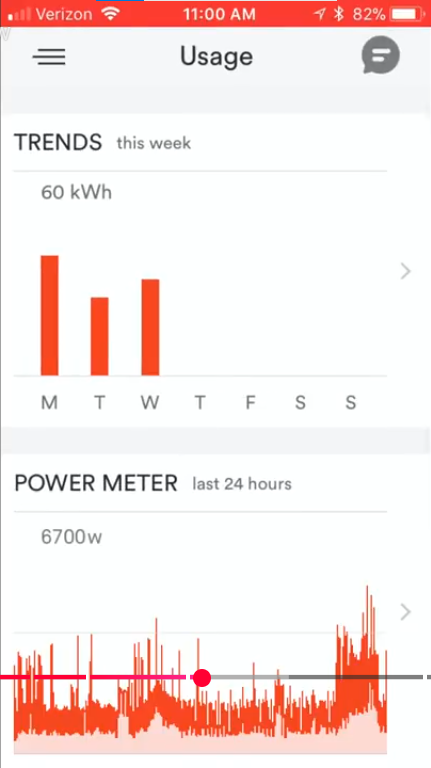 Verizon 11:00 AM 82%
Usage
TRENDS this week
60 kWh
M T W T F S S
POWER METER last 24 hours
6700w